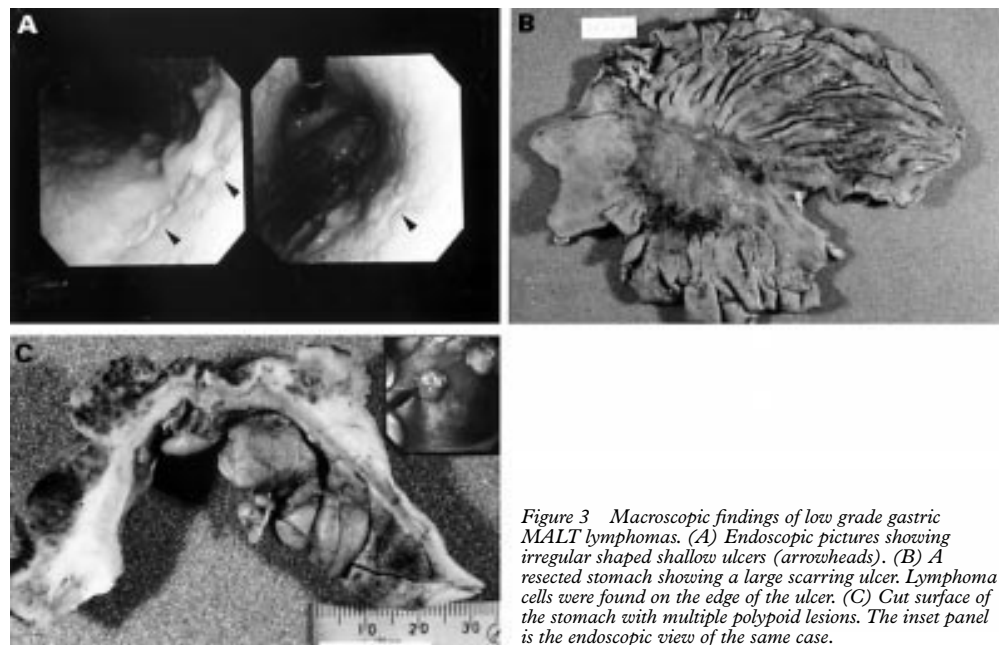 A
B
C
10 20 30
Figure 3 Macroscopic findings of low grade gastric
MALT lymphomas. (A) Endoscopic pictures showing
irregular shaped shallow ulcers (arrowheads). (B) A
resected stomach showing a large scarring ulcer. Lymphoma
cells were found on the edge of the ulcer. (C) Cut surface of
the stomach with multiple polypoid lesions. The inset panel
is the endoscopic view of the same case.